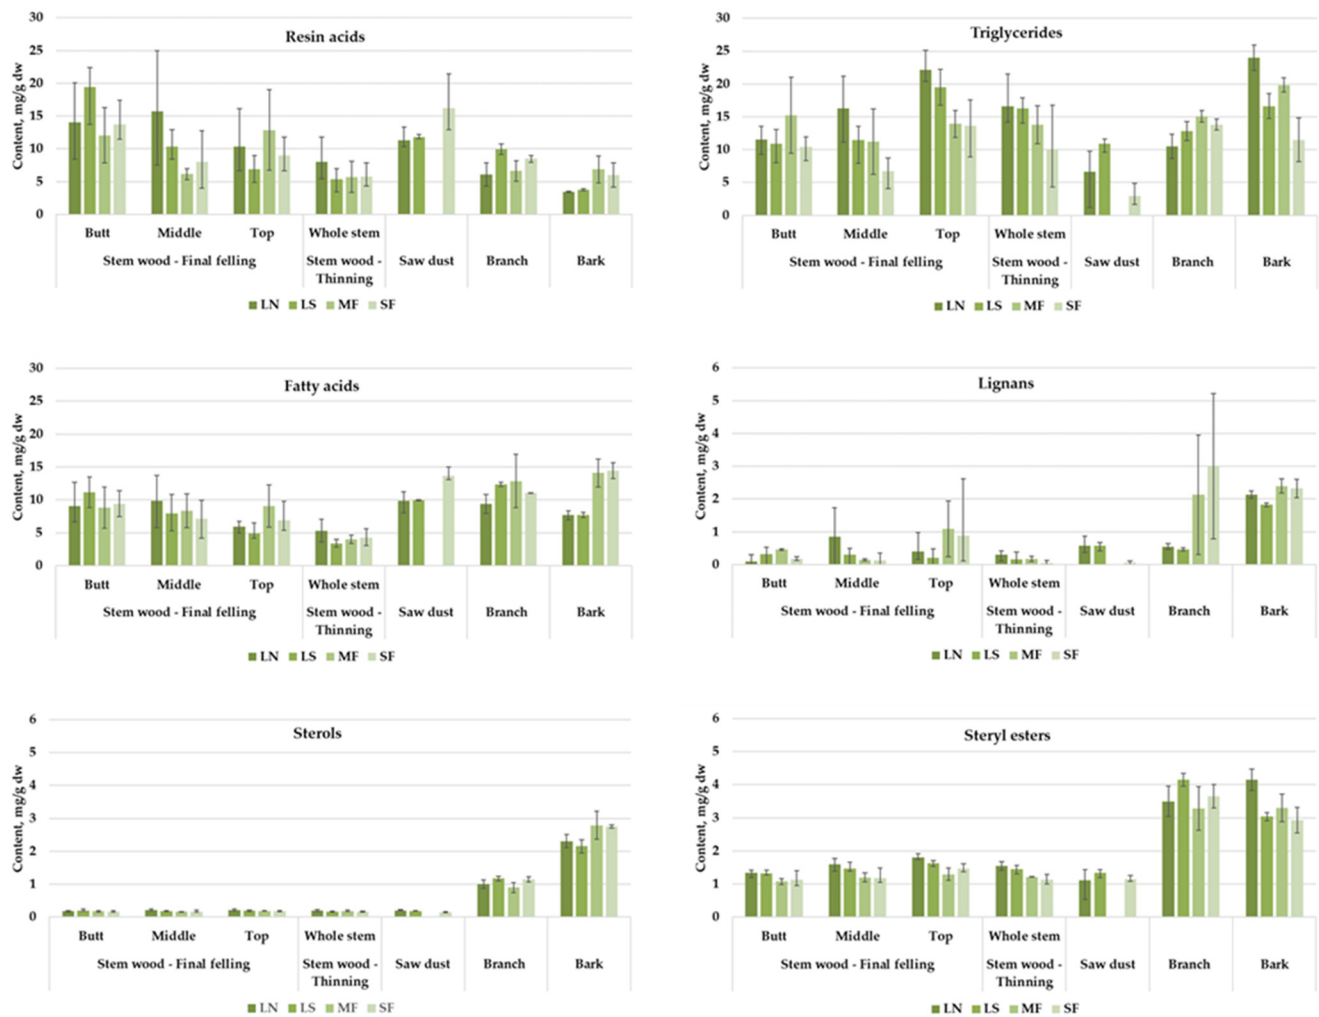 Resin acids
Content, mg/g dw
30
25
20
15
10
5
0
Butt Middle Top Whole stem
Stem wood - Final felling Stem wood - Saw dust Branch Bark
Thinning
LN LS MF SF
Triglycerides
Content, mg/g dw
30
25
20
15
10
5
0
Butt Middle Top Whole stem
Stem wood - Final felling Stem wood - Saw dust Branch Bark
Thinning
LN LS MF SF
Fatty acids
Content, mg/g dw
30
25
20
15
10
5
0
Butt Middle Top Whole stem
Stem wood - Final felling Stem wood - Saw dust Branch Bark
Thinning
LN LS MF SF
Lignans
Content, mg/g dw
6
5
4
3
2
1
0
Butt Middle Top Whole stem
Stem wood - Final felling Stem wood - Saw dust Branch Bark
Thinning
LN LS MF SF
Sterols
Content, mg/g dw
6
5
4
3
2
1
0
Butt Middle Top Whole stem
Stem wood - Final felling Stem wood - Saw dust Branch Bark
Thinning
LN LS MF SF
Steryl esters
Content, mg/g dw
6
5
4
3
2
1
0
Butt Middle Top Whole stem
Stem wood - Final felling Stem wood - Saw dust Branch Bark
Thinning
LN LS MF SF